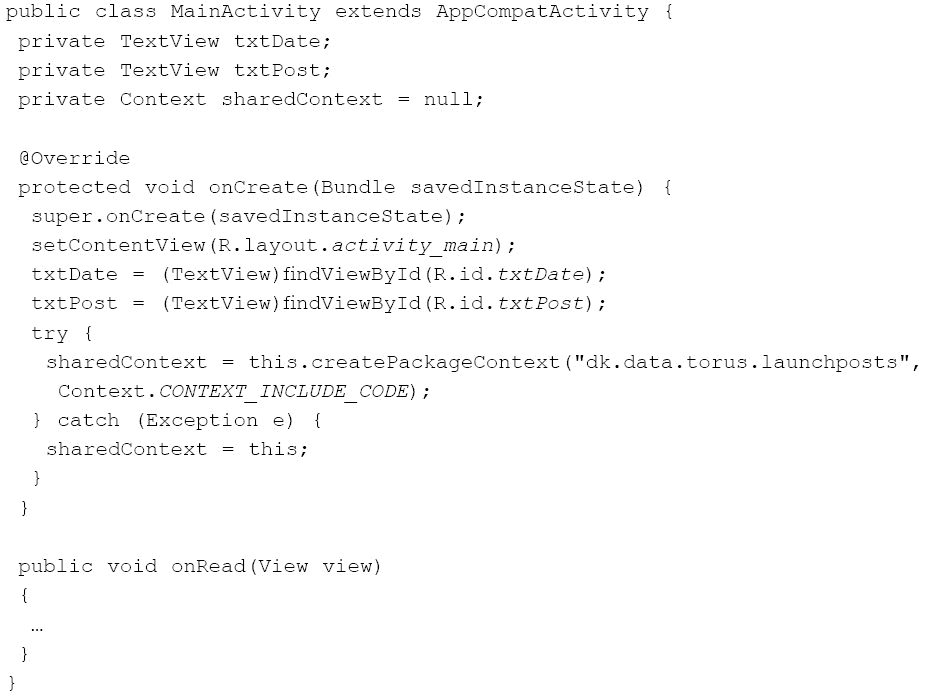 public class MainActivity extends AppCompatActivity {
private TextView txtDate;
private TextView txtPost;
private Context sharedContext = null;
@Override
protected void onCreate(Bundle savedInstanceState) {
super.onCreate(savedInstanceState);
setContentView(R.layout.activity_main);
txtDate = (TextView)findViewById(R.id.txtDate);
txtPost = (TextView)findViewById(R.id.txtPost);
try {
sharedContext = this.createPackageContext("dk.data.torus.launchposts",
Context.CONTEXT_INCLUDE_CODE);
} catch (Exception e) {
sharedContext = this;
}
}
public void onRead(View view)
{
…
}
}